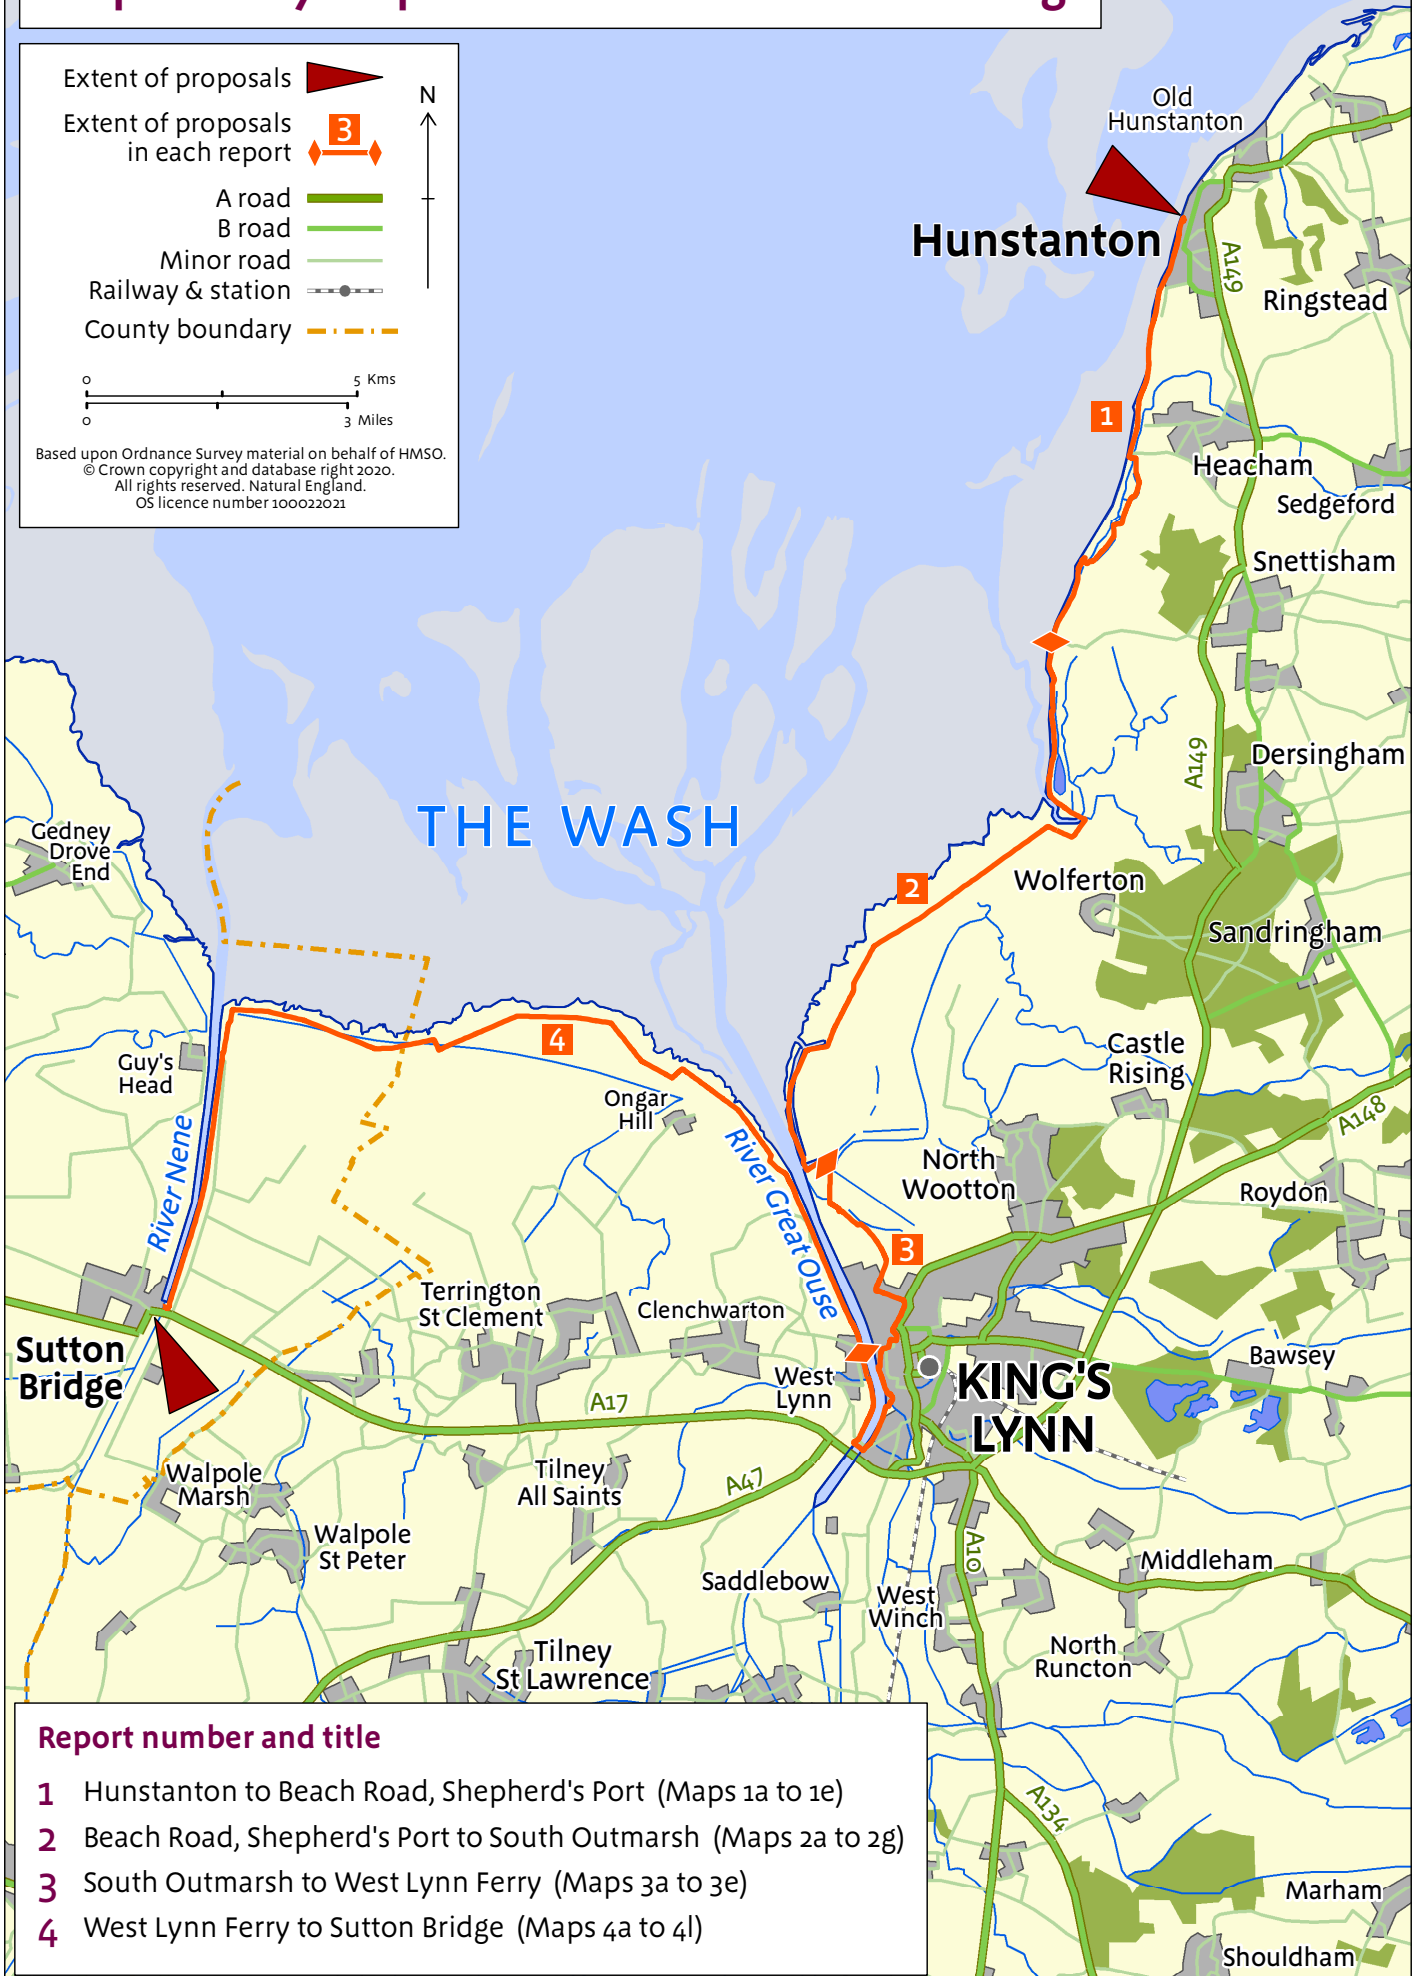 Extent of proposals
Extent of proposals
in each report
3
A road
B road
Minor road
Railway & station
County boundary
N
0 5 Kms
0 3 Miles
Based upon Ordnance Survey material on behalf of HMSO.
© Crown copyright and database right 2020.
All rights reserved. Natural England.
OS licence number 100022021
Old
Hunstanton
Hunstanton
A149
Ringstead
1
Heacham
Sedgeford
Snettisham
A149
Dersingham
THE WASH
Gedney
Drove
End
2
Wolferton
Sandringham
4
Guy's
Head
Castle
Rising
Ongar
Hill
A148
River Nene
River Great Ouse
North
Wootton
Roydon
3
Terrington
St Clement
Clenchwarton
Sutton
Bridge
West
Lynn
KING'S
LYNN
Bawsey
A17
Walpole
Marsh
Tilney
All Saints
A47
Walpole
St Peter
A10
Middleham
Saddlebow
West
Winch
North
Runcton
Tilney
St Lawrence
A134
Marham
Shouldham
Report number and title
1 Hunstanton to Beach Road, Shepherd's Port (Maps 1a to 1e)
2 Beach Road, Shepherd's Port to South Outmarsh (Maps 2a to 2g)
3 South Outmarsh to West Lynn Ferry (Maps 3a to 3e)
4 West Lynn Ferry to Sutton Bridge (Maps 4a to 4l)